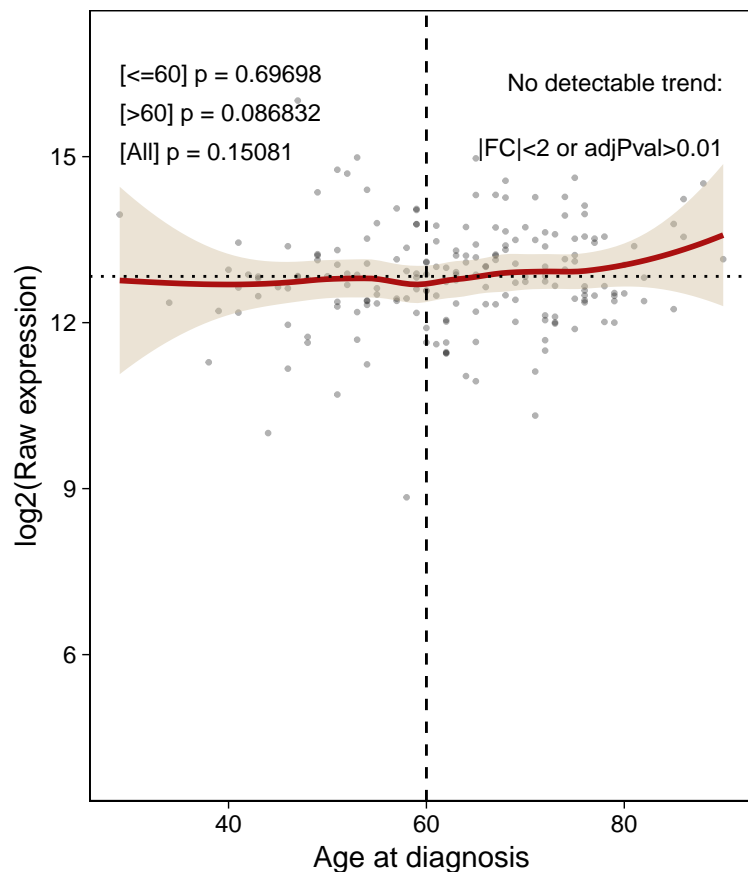 [<=60] p = 0.69698
[>60] p = 0.086832
[All] p = 0.15081
No detectable trend:
|FC|<2 or adjPval>0.01
15
12
9
6
log2(Raw expression)
40
60
80
Age at diagnosis